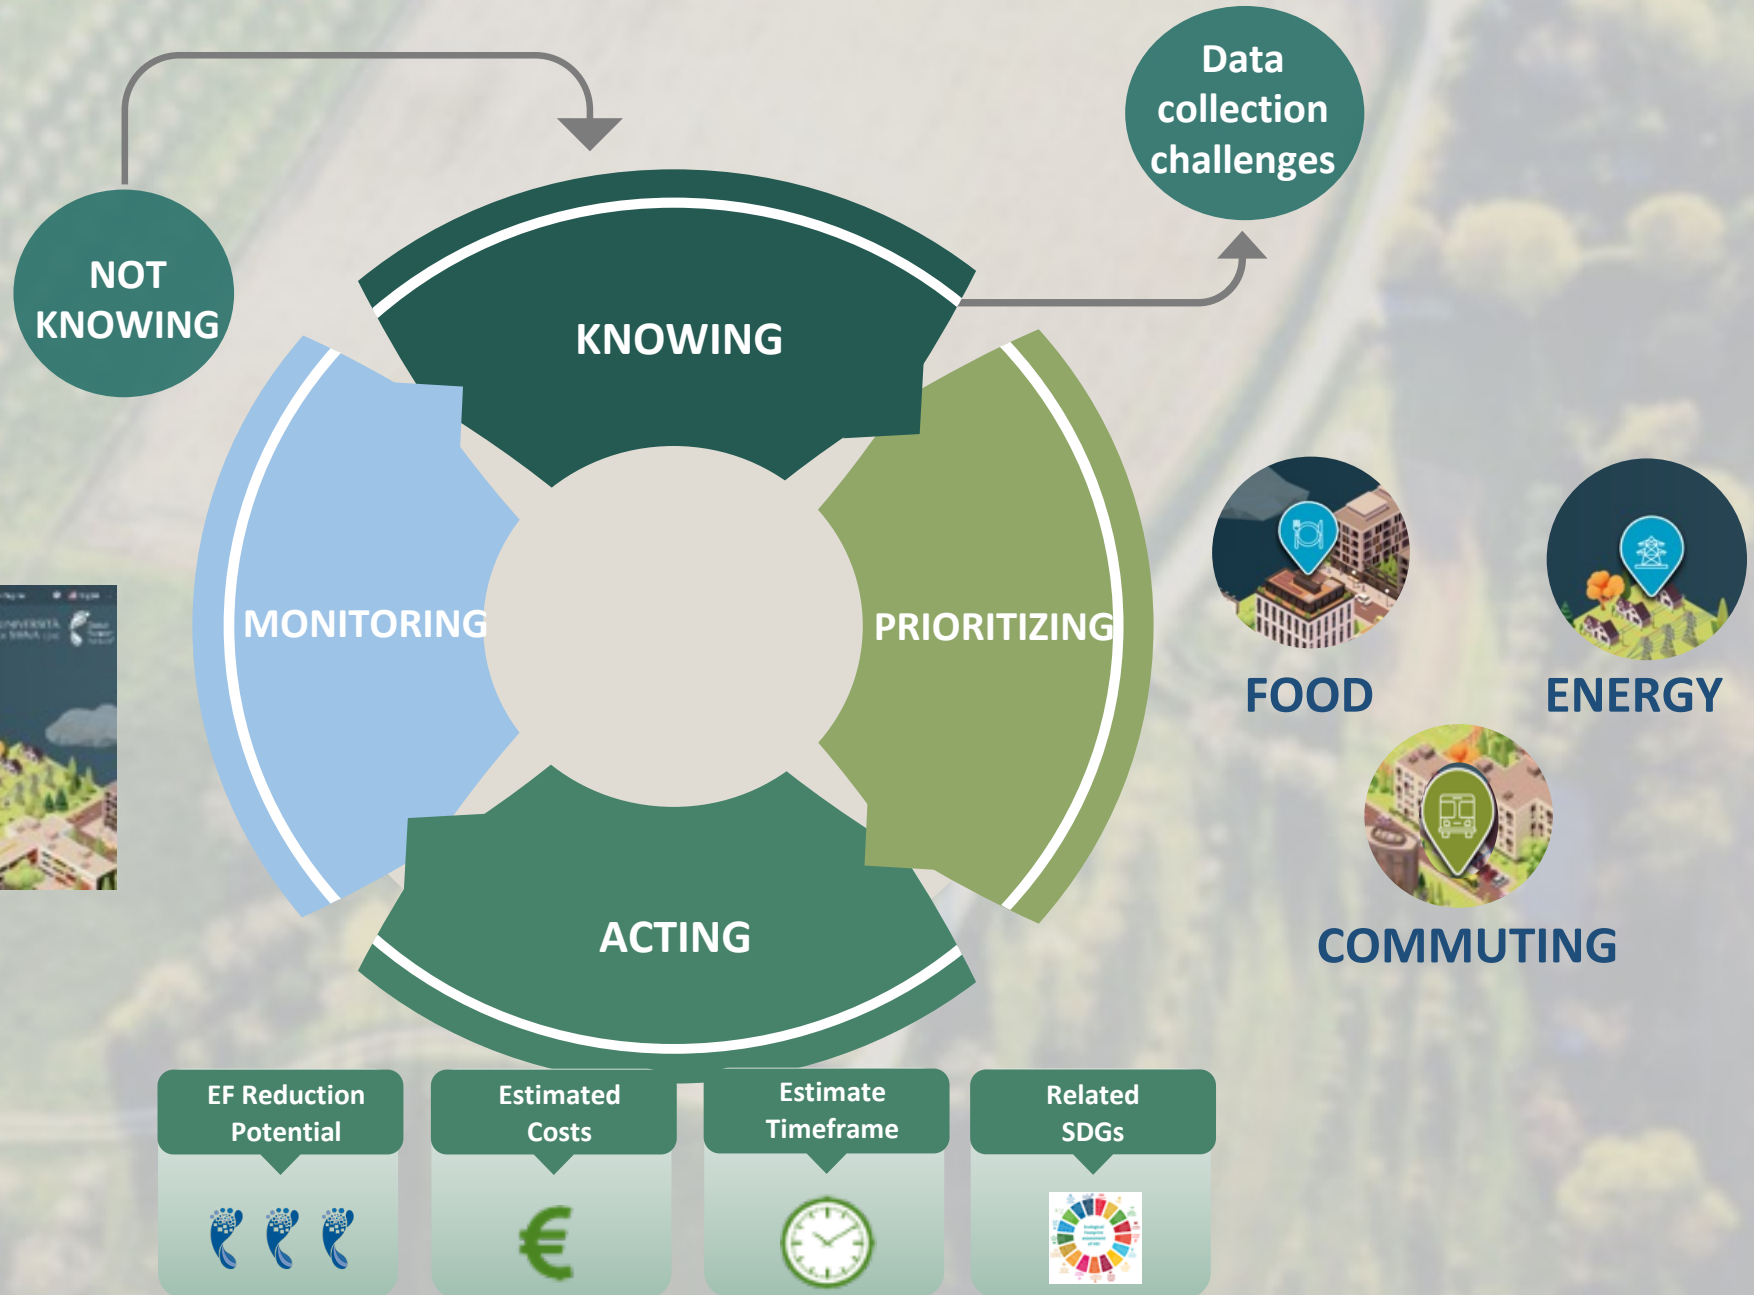 Data
collection
challenges
NOT
KNOWING
KNOWING
MONITORING
PRIORITIZING
FOOD
ENERGY
COMMUTING
ACTING
EF Reduction
Potential
Estimated
Costs
Estimate
Timeframe
Related
SDGs
UNIVERSITÀ
€